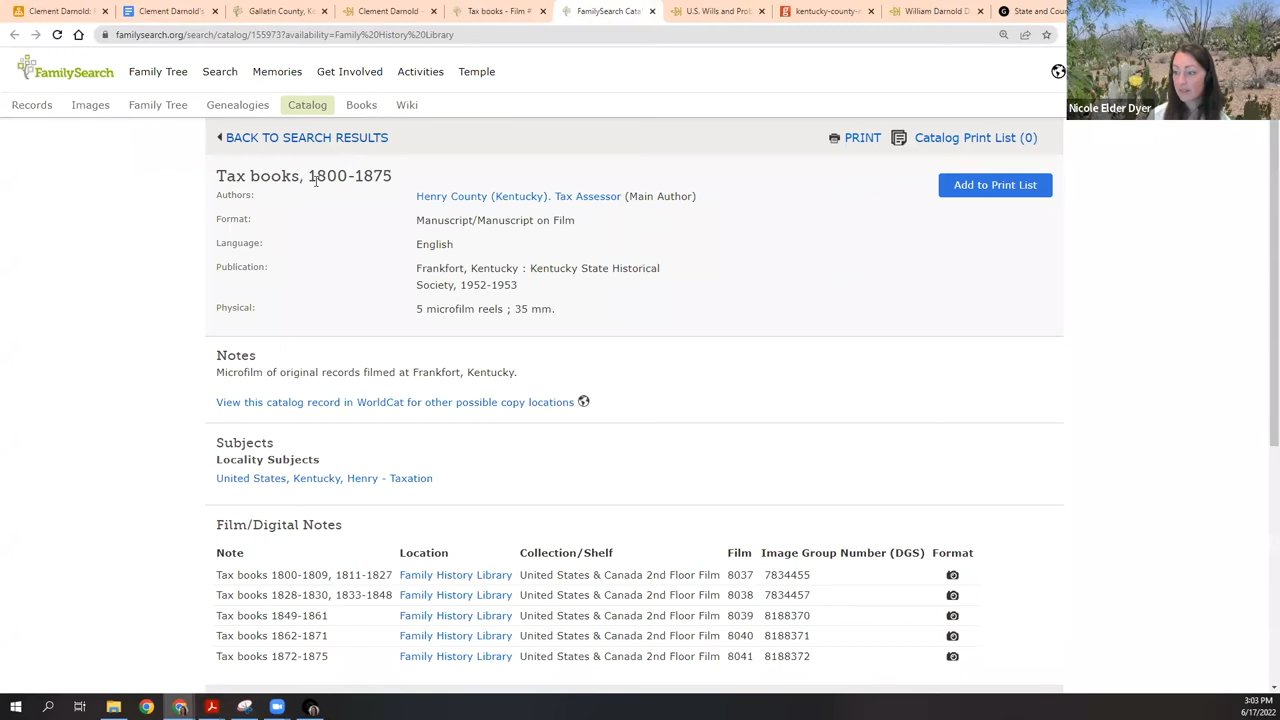 Clement Darnold:
Clement Darnold's
Gallatin County, K
Clement Darnold -
Tax books - Film #
FamilySearch Cat
U.S. Wills and Prob
kentucky-county-
William Darnold D
State and Cou
familysearch.org/search/catalog/155973?availability=Family%20History%20Library
FamilySearch
Family Tree
Search
Memories
Get Involved
Activities
Temple
Nicole Elder Dyer
Records
Images
Family Tree
Genealogies
Catalog
Books
Wiki
BACK TO SEARCH RESULTS
PRINT
Catalog Print List (0)
Tax books, 1800-1875
Add to Print List
Authors: Henry County (Kentucky). Tax Assessor (Main Author)
Format: Manuscript/Manuscript on Film
Language: English
Publication: Frankfort, Kentucky : Kentucky State Historical
Society, 1952-1953
Physical: 5 microfilm reels ; 35 mm.
Notes
Microfilm of original records filmed at Frankfort, Kentucky.
View this catalog record in WorldCat for other possible copy locations
Subjects
Locality Subjects
United States, Kentucky, Henry - Taxation
Film/Digital Notes
Note Location Collection/Shelf Film Image Group Number (DGS) Format
Tax books 1800-1809, 1811-1827 Family History Library United States & Canada 2nd Floor Film 8037 7834455
Tax books 1828-1830, 1833-1848 Family History Library United States & Canada 2nd Floor Film 8038 7834457
Tax books 1849-1861 Family History Library United States & Canada 2nd Floor Film 8039 8188370
Tax books 1862-1871 Family History Library United States & Canada 2nd Floor Film 8040 8188371
Tax books 1872-1875 Family History Library United States & Canada 2nd Floor Film 8041 8188372
3:03 PM
6/17/2022